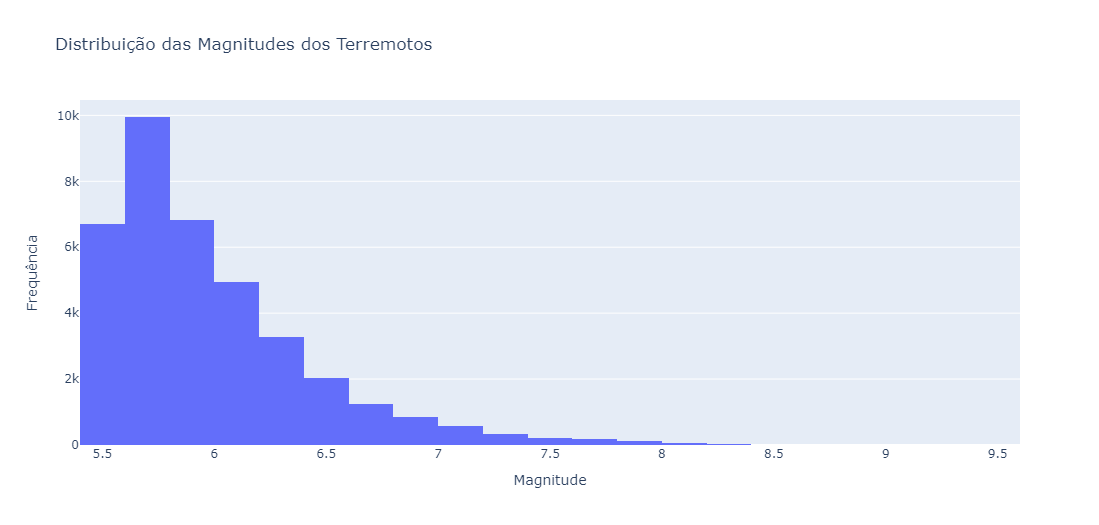 Distribuição das Magnitudes dos Terremotos
10k
8k
6k
4k
2k
0
Frequência
5.5 6 6.5 7 7.5 8 8.5 9 9.5
Magnitude